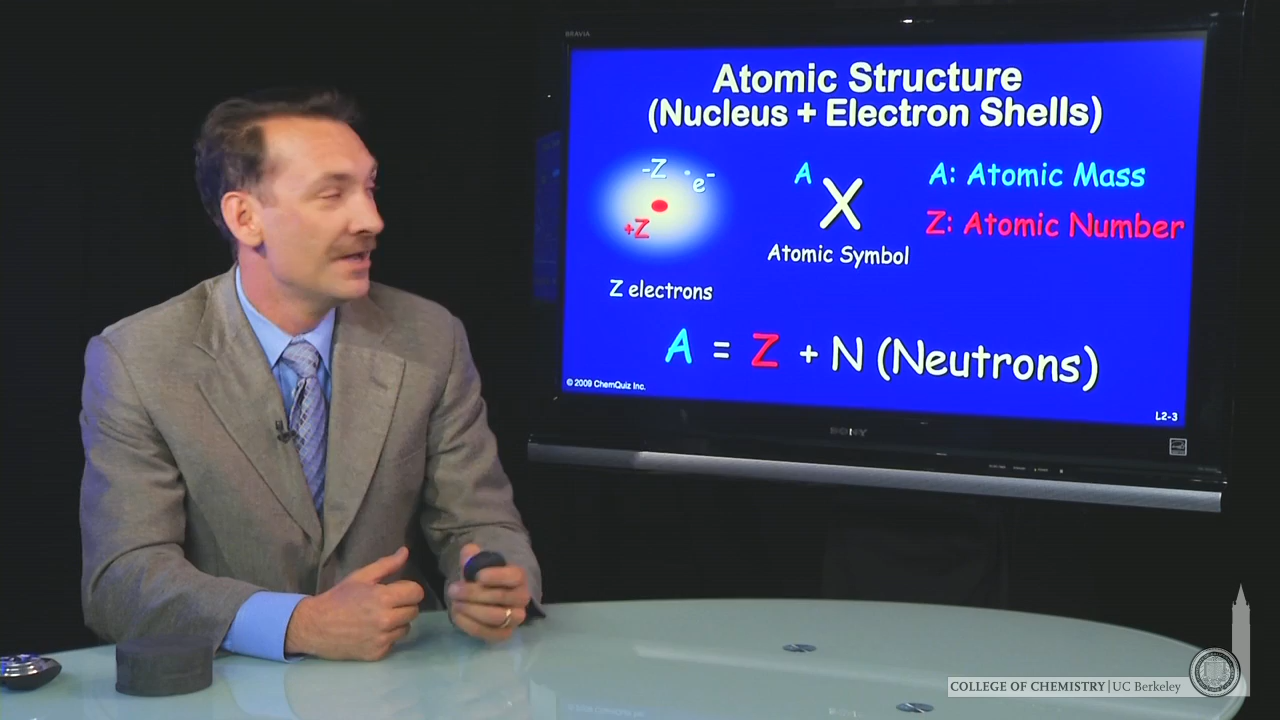 BRAVIA
Atomic Structure
(Nucleus + Electron Shells)
-Z e-
+Z
Z electrons
A
X
Atomic Symbol
A: Atomic Mass
Z: Atomic Number
A = Z + N (Neutrons)
© 2009 ChemQuiz Inc.
L2-3
SONY
COLLEGE OF CHEMISTRY | UC Berkeley